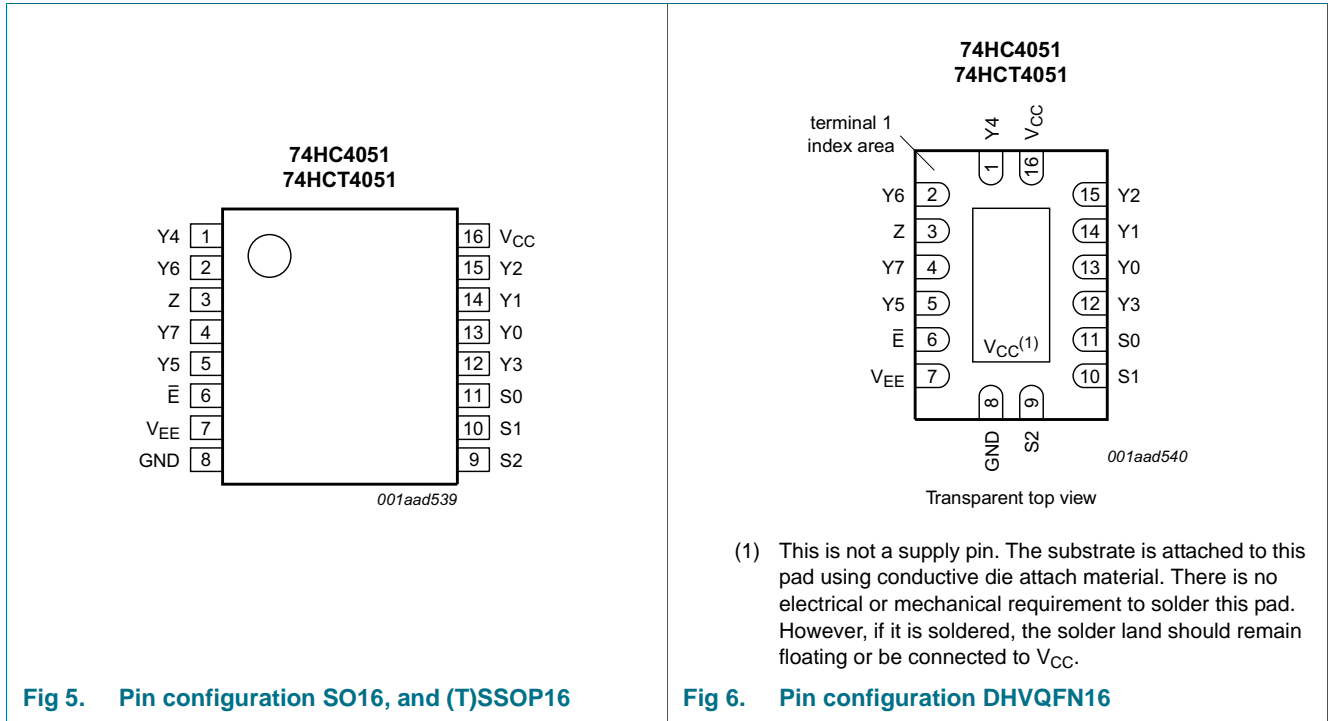 74HC4051
74HCT4051
Y4 1
Y6 2
Z 3
Y7 4
Y5 5
E̅ 6
VEE 7
GND 8
16 VCC
15 Y2
14 Y1
13 Y0
12 Y3
11 S0
10 S1
9 S2
001aad539
Fig 5. Pin configuration SO16, and (T)SSOP16
74HC4051
74HCT4051
terminal 1
index area
Y4
VCC
1
16
Y6 2
Z 3
Y7 4
Y5 5
E̅ 6
VEE 7
15 Y2
14 Y1
13 Y0
12 Y3
11 S0
10 S1
VCC(1)
8
9
GND
S2
001aad540
Transparent top view
(1) This is not a supply pin. The substrate is attached to this
pad using conductive die attach material. There is no
electrical or mechanical requirement to solder this pad.
However, if it is soldered, the solder land should remain
floating or be connected to VCC.
Fig 6. Pin configuration DHVQFN16